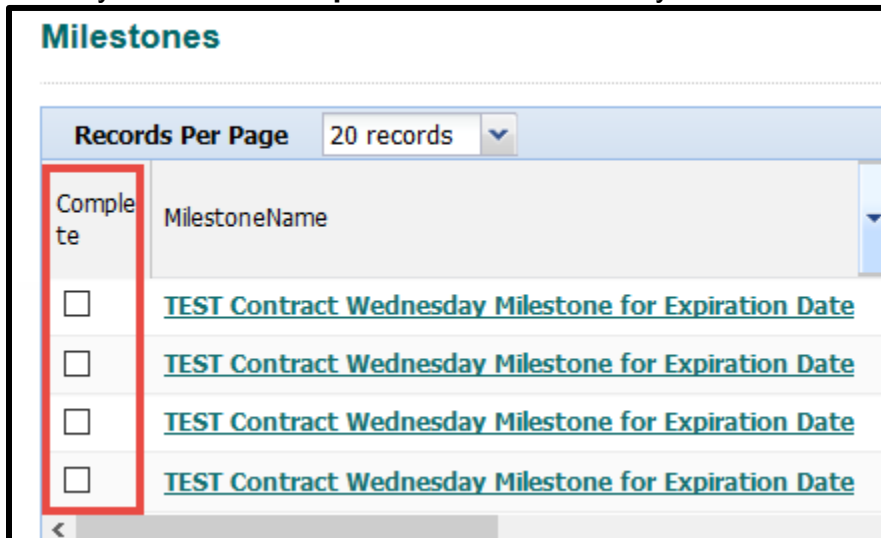 Milestones
Records Per Page 20 records
Comple
te
MilestoneName
TEST Contract Wednesday Milestone for Expiration Date
TEST Contract Wednesday Milestone for Expiration Date
TEST Contract Wednesday Milestone for Expiration Date
TEST Contract Wednesday Milestone for Expiration Date